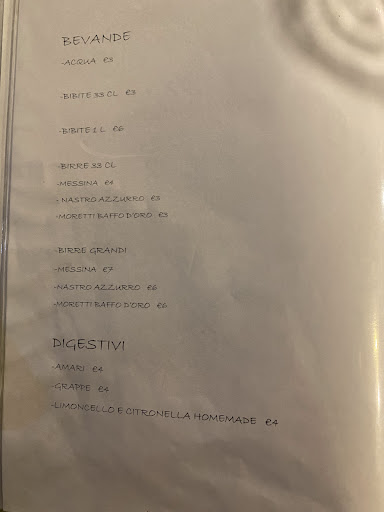 BEVANDE
-ACQUA €3
-BIBITE 33 CL €3
-BIBITE 1 L €6
-BIRRE 33 CL
-MESSINA €4
- NASTRO AZZURRO €3
-MORETTI BAFFO D'ORO €3
-BIRRE GRANDI
-MESSINA €7
-NASTRO AZZURRO €6
-MORETTI BAFFO D'ORO €6
DIGESTIVI
-AMARI €4
-GRAPPE €4
-LIMONCELLO E CITRONELLA HOMEMADE €4